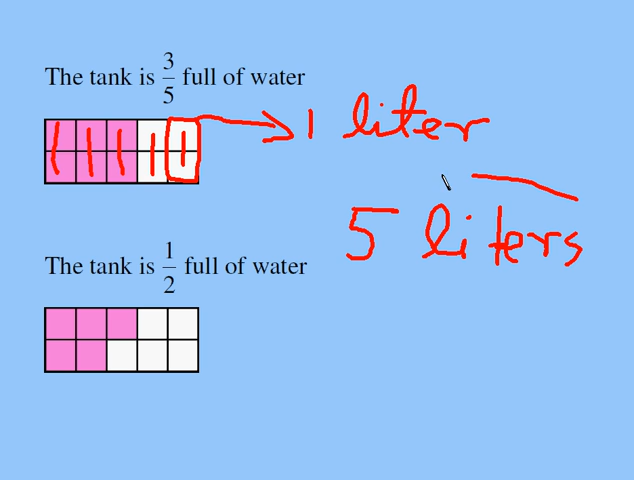 The tank is 3/5 full of water
1 liter
5 liters
The tank is 1/2 full of water